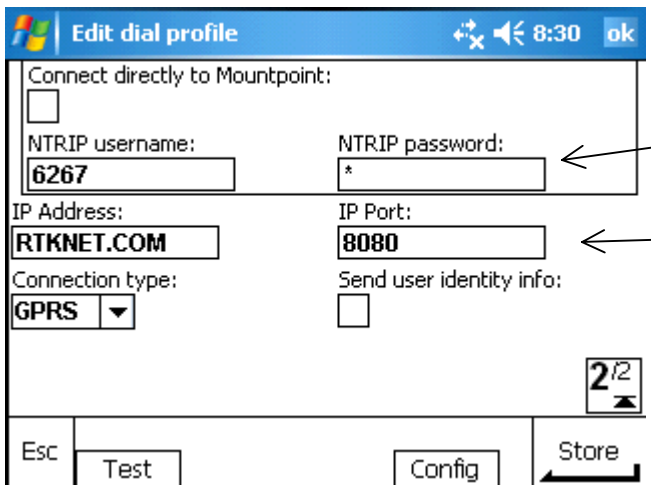 Edit dial profile 8:30 ok
Connect directly to Mountpoint:
NTRIP username: NTRIP password:
6267 *
IP Address: IP Port:
RTKNET.COM 8080
Connection type: Send user identity info:
GPRS
2/2
Esc Test Config Store